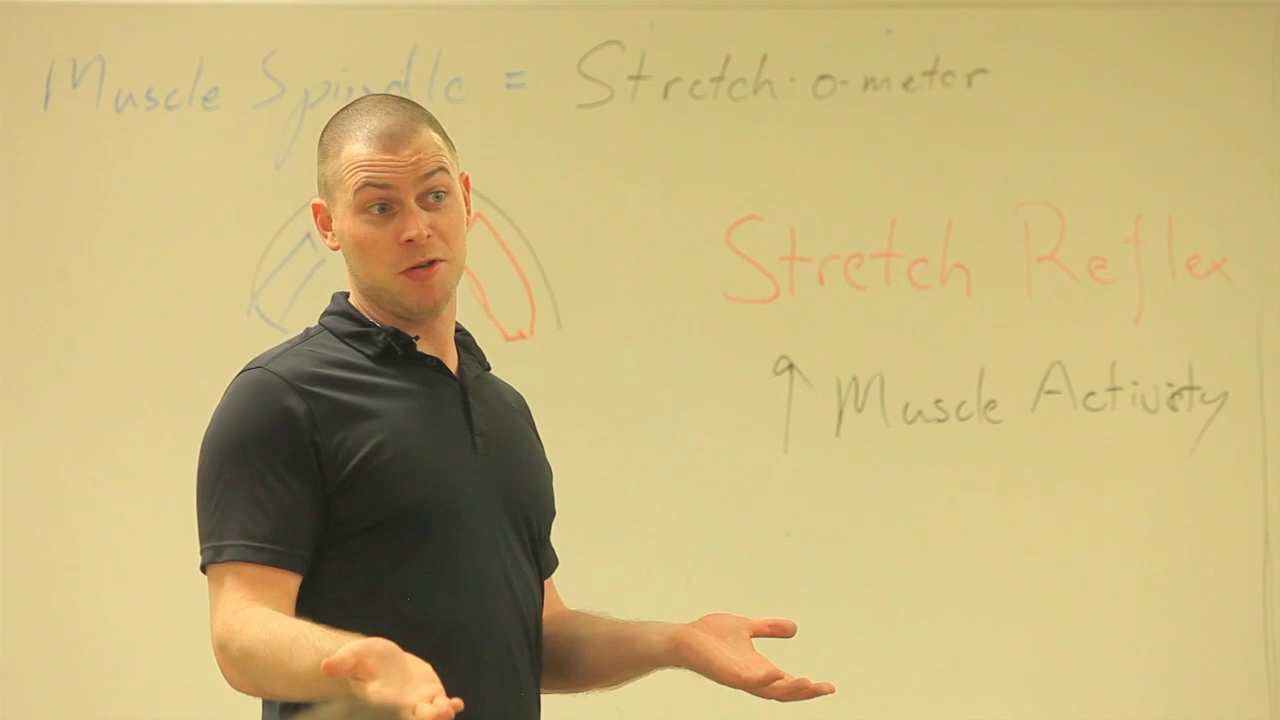 Muscle Spindle = Stretch-o-meter
Stretch Reflex
↑ Muscle Activity